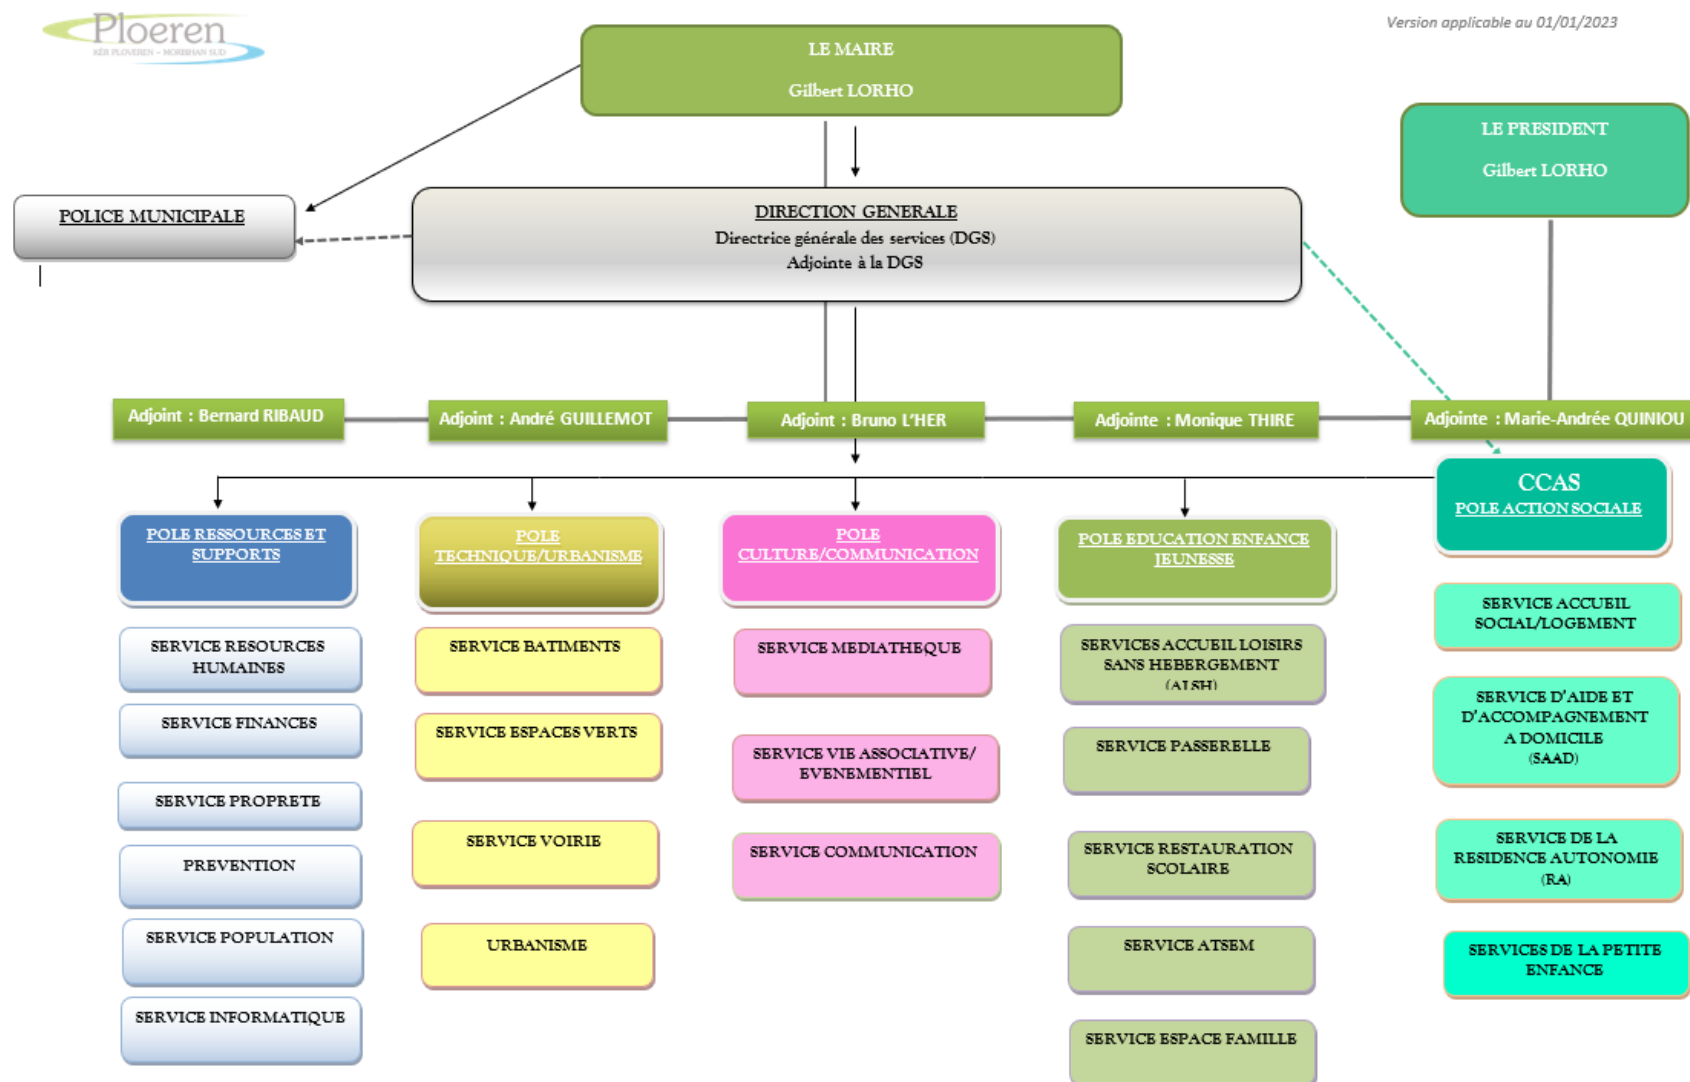 Ploeren
KER PLOVEREN – MORBIHAN SUD
Version applicable au 01/01/2023
LE MAIRE
Gilbert LORHO
LE PRESIDENT
Gilbert LORHO
POLICE MUNICIPALE
DIRECTION GENERALE
Directrice générale des services (DGS)
Adjointe à la DGS
Adjoint : Bernard RIBAUD
Adjoint : André GUILLEMOT
Adjoint : Bruno L'HER
Adjointe : Monique THIRE
Adjointe : Marie-Andrée QUINIOU
POLE RESSOURCES ET
SUPPORTS
SERVICE RESOURCES
HUMAINES
SERVICE FINANCES
SERVICE PROPRETE
PREVENTION
SERVICE POPULATION
SERVICE INFORMATIQUE
POLE
TECHNIQUE/URBANISME
SERVICE BATIMENTS
SERVICE ESPACES VERTS
SERVICE VOIRIE
URBANISME
POLE
CULTURE/COMMUNICATION
SERVICE MEDIATHEQUE
SERVICE VIE ASSOCIATIVE/
EVENEMENTIEL
SERVICE COMMUNICATION
POLE EDUCATION ENFANCE
JEUNESSE
SERVICES ACCUEIL LOISIRS
SANS HEBERGEMENT
(ALSH)
SERVICE PASSERELLE
SERVICE RESTAURATION
SCOLAIRE
SERVICE ATSEM
SERVICE ESPACE FAMILLE
CCAS
POLE ACTION SOCIALE
SERVICE ACCUEIL
SOCIAL/LOGEMENT
SERVICE D'AIDE ET
D'ACCOMPAGNEMENT
A DOMICILE
(SAAD)
SERVICE DE LA
RESIDENCE AUTONOMIE
(RA)
SERVICES DE LA PETITE
ENFANCE